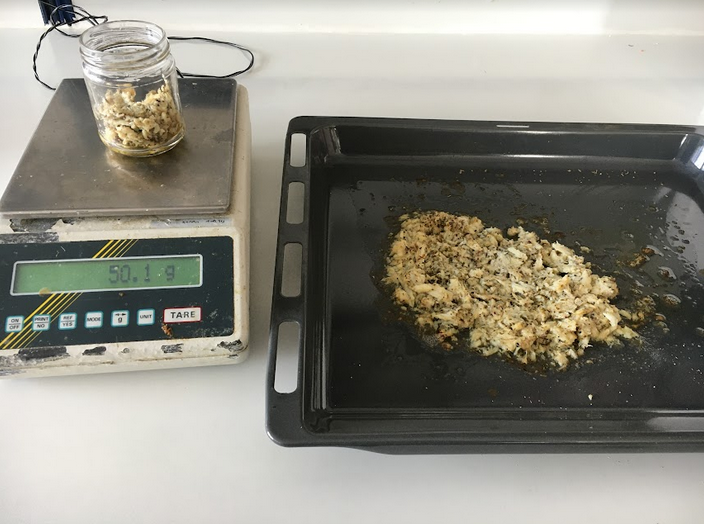 50.1 g
ON
OFF
PRINT
NO
REF
YES
MODE
g
UNIT
TARE